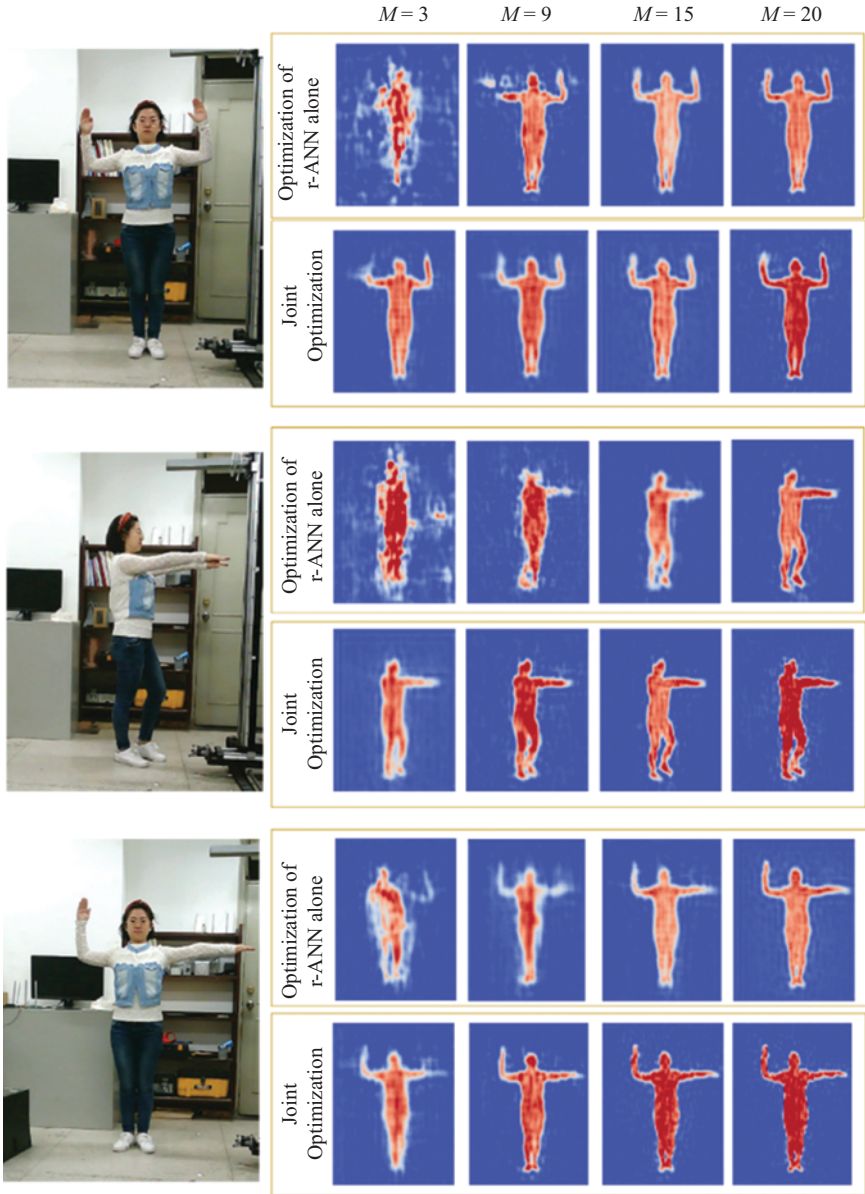 M = 3 M = 9 M = 15 M = 20
Optimization of
r-ANN alone
Joint
Optimization
Optimization of
r-ANN alone
Joint
Optimization
Optimization of
r-ANN alone
Joint
Optimization